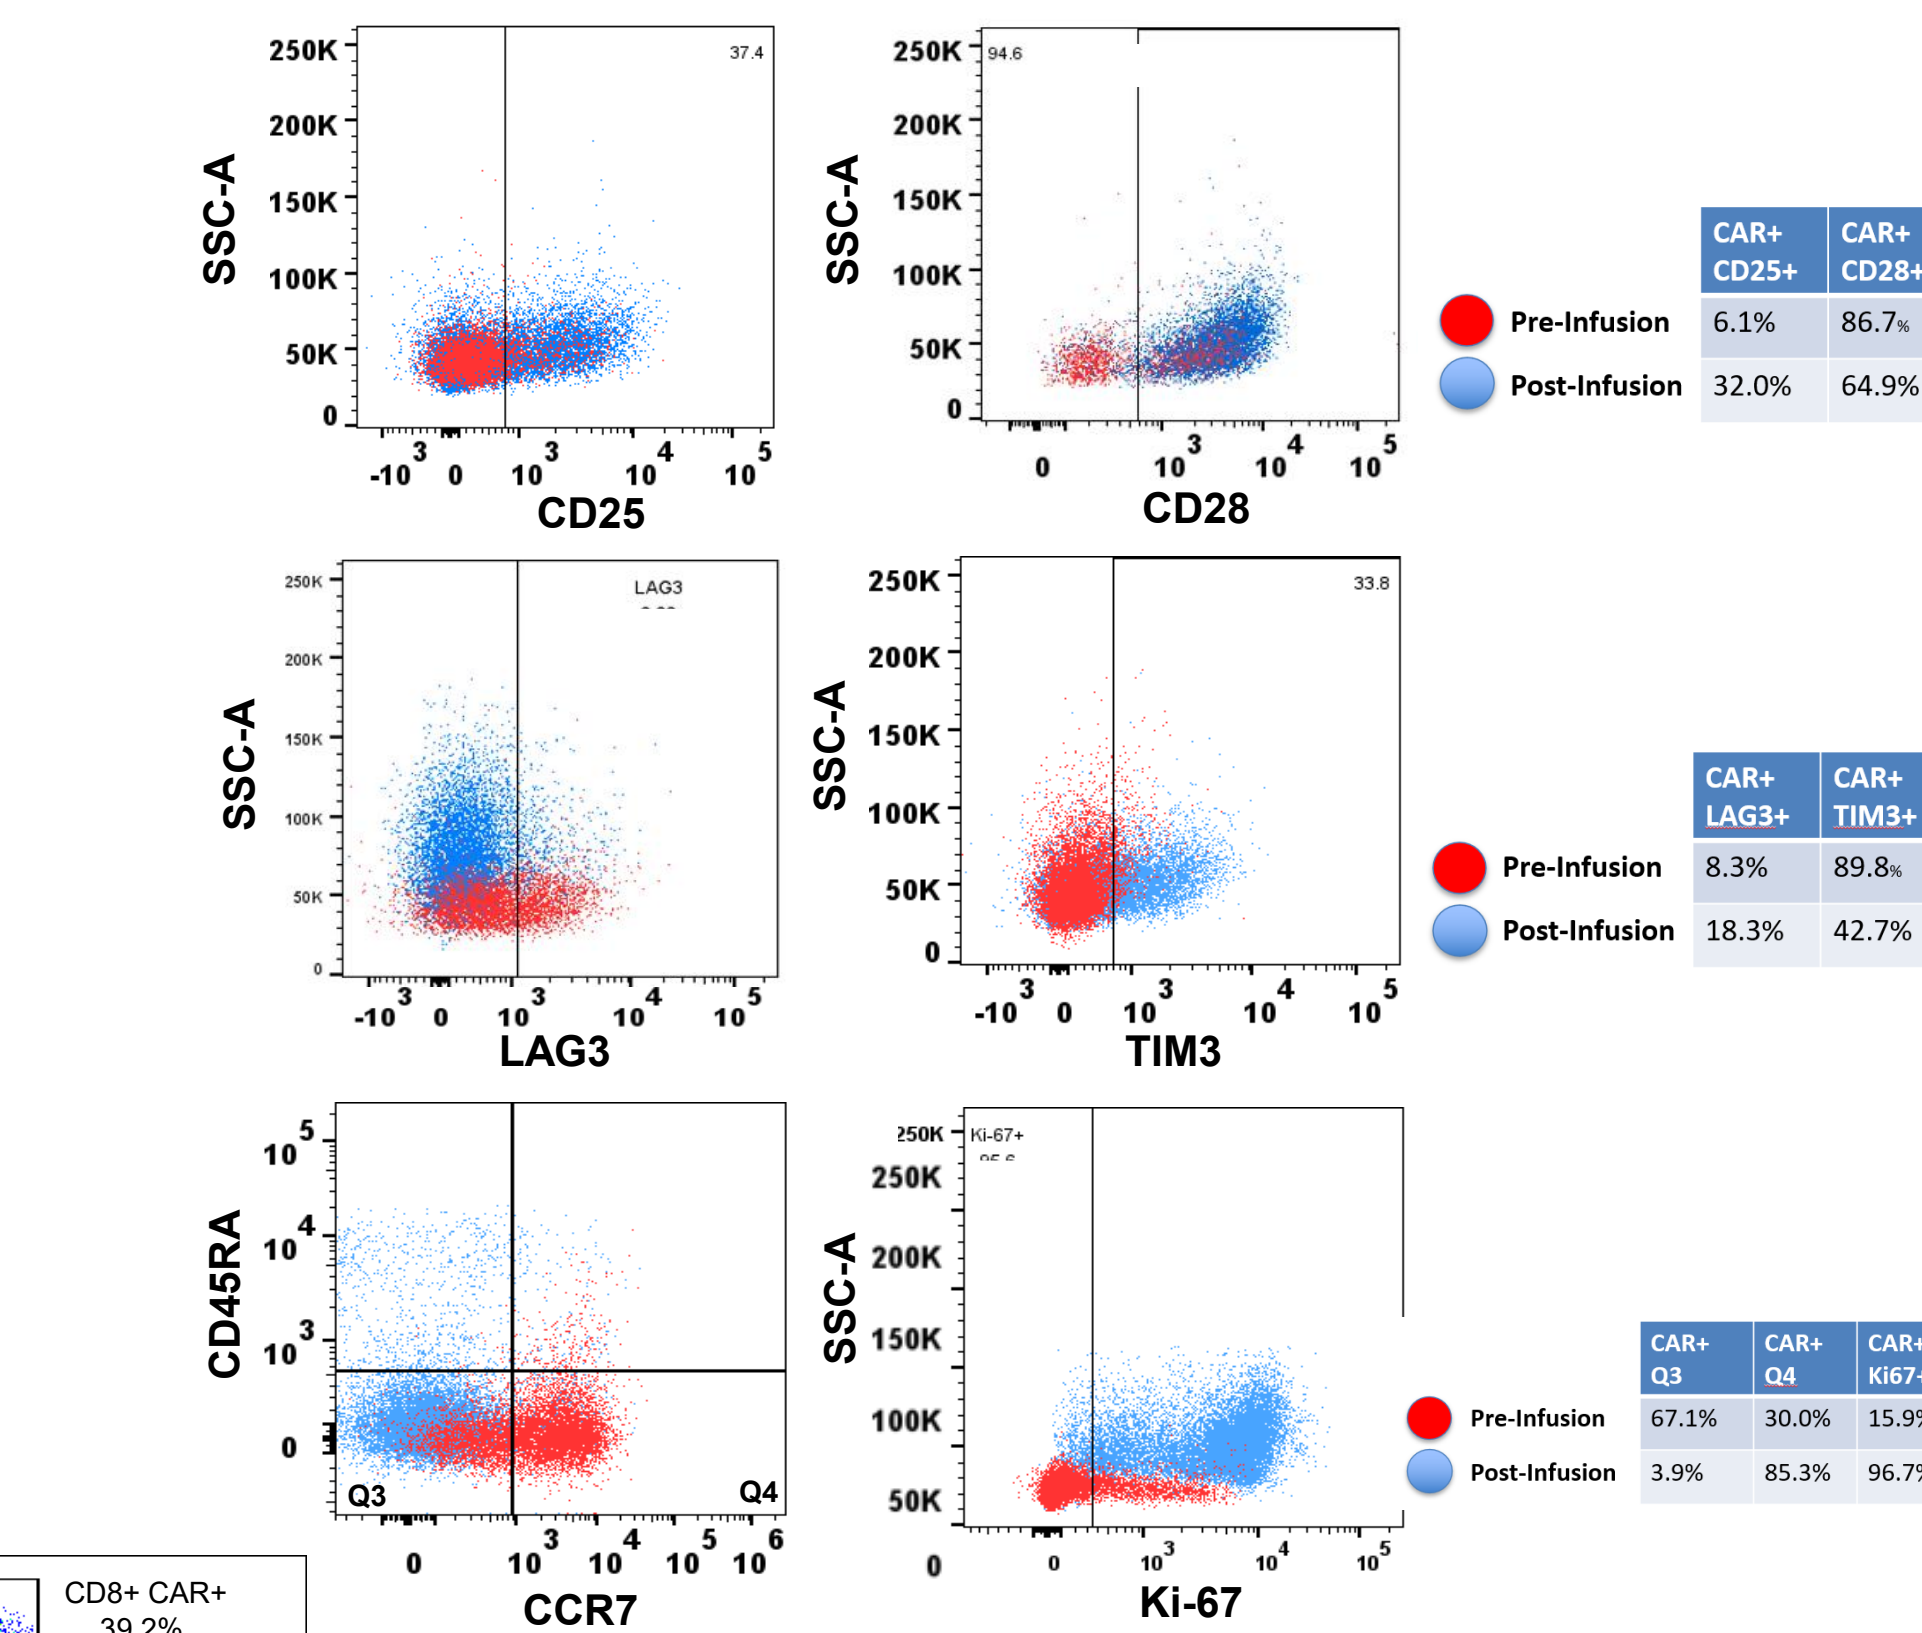 250K
200K
150K
100K
50K
0
SSC-A
37.4
-10 3 0 10 3 10 4 10 5
CD25
250K
200K
150K
100K
50K
0
SSC-A
94.6
0 10 3 10 4 10 5
CD28
CAR+ CD25+
CAR+ CD28+
Pre-Infusion 6.1% 86.7%
Post-Infusion 32.0% 64.9%
250K
200K
150K
100K
50K
0
SSC-A
LAG3
-10 3 0 10 3 10 4 10 5
LAG3
250K
200K
150K
100K
50K
0
SSC-A
33.8
-10 3 0 10 3 10 4 10 5
TIM3
CAR+ LAG3+
CAR+ TIM3+
Pre-Infusion 8.3% 89.8%
Post-Infusion 18.3% 42.7%
10 5
10 4
10 3
0
CD45RA
Q3
Q4
0 10 3 10 4 10 5 10 6
CCR7
250K
250K
200K
150K
100K
50K
0
SSC-A
Ki-67+
0 10 3 10 4 10 5
Ki-67
CAR+ Q3
CAR+ Q4
CAR+ Ki67+
Pre-Infusion 67.1% 30.0% 15.9%
Post-Infusion 3.9% 85.3% 96.7%
CD8+ CAR+
39.2%